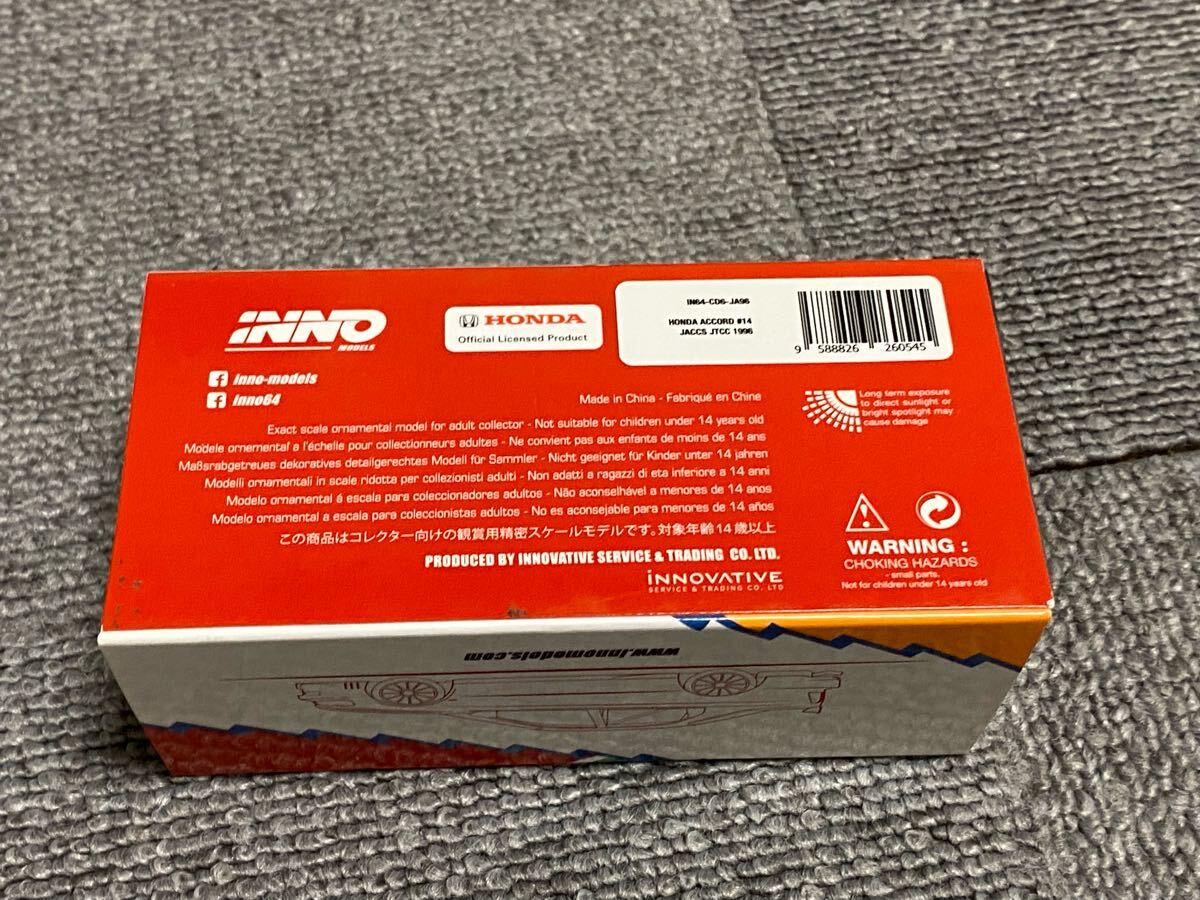 INNO
MODELS
inno-models
inno64
HONDA
Official Licensed Product
IN64-CD6-JA96
HONDA ACCORD #14
JACCS JTCC 1996
9 588826 260545
Made in China - Fabriqué en Chine
Exact scale ornamental model for adult collector - Not suitable for children under 14 years old
Modele ornemental a l'échelle pour collectionneurs adultes - Ne convient pas aux enfants de moins de 14 ans
Maßsrabgetreues dekoratives detailgerechtes Modell für Sammler - Nicht geeignet für Kinder unter 14 jahren
Modelli ornamentali in scale ridotta per collezionisti adulti - Non adatti a ragazzi di eta inferiore a 14 anni
Modelo ornamental é escala para coleccionadores adultos - Não aconselhável a menores de 14 anos
Modelo ornamental a escala para coleccionistas adultos - No es aconsejable para menores de 14 años
この商品はコレクター向けの観賞用精密スケールモデルです。対象年齢14歳以上
PRODUCED BY INNOVATIVE SERVICE & TRADING CO. LTD.
INNOVATIVE
SERVICE & TRADING CO. LTD
Long term exposure
to direct sunlight or
bright spotlight may
cause damage
WARNING :
CHOKING HAZARDS
- small parts.
Not for children under 14 years old
www.innomodels.com